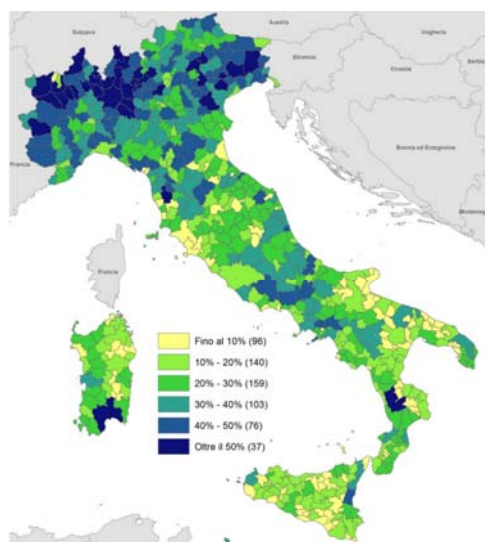 Austria
Svizzera
Ungheria
Slovenia
Croazia
Serbia
Bosnia ed Erzegovina
Francia
Montenegro
Francia
Fino al 10% (96)
10% - 20% (140)
20% - 30% (159)
30% - 40% (103)
40% - 50% (76)
Oltre il 50% (37)